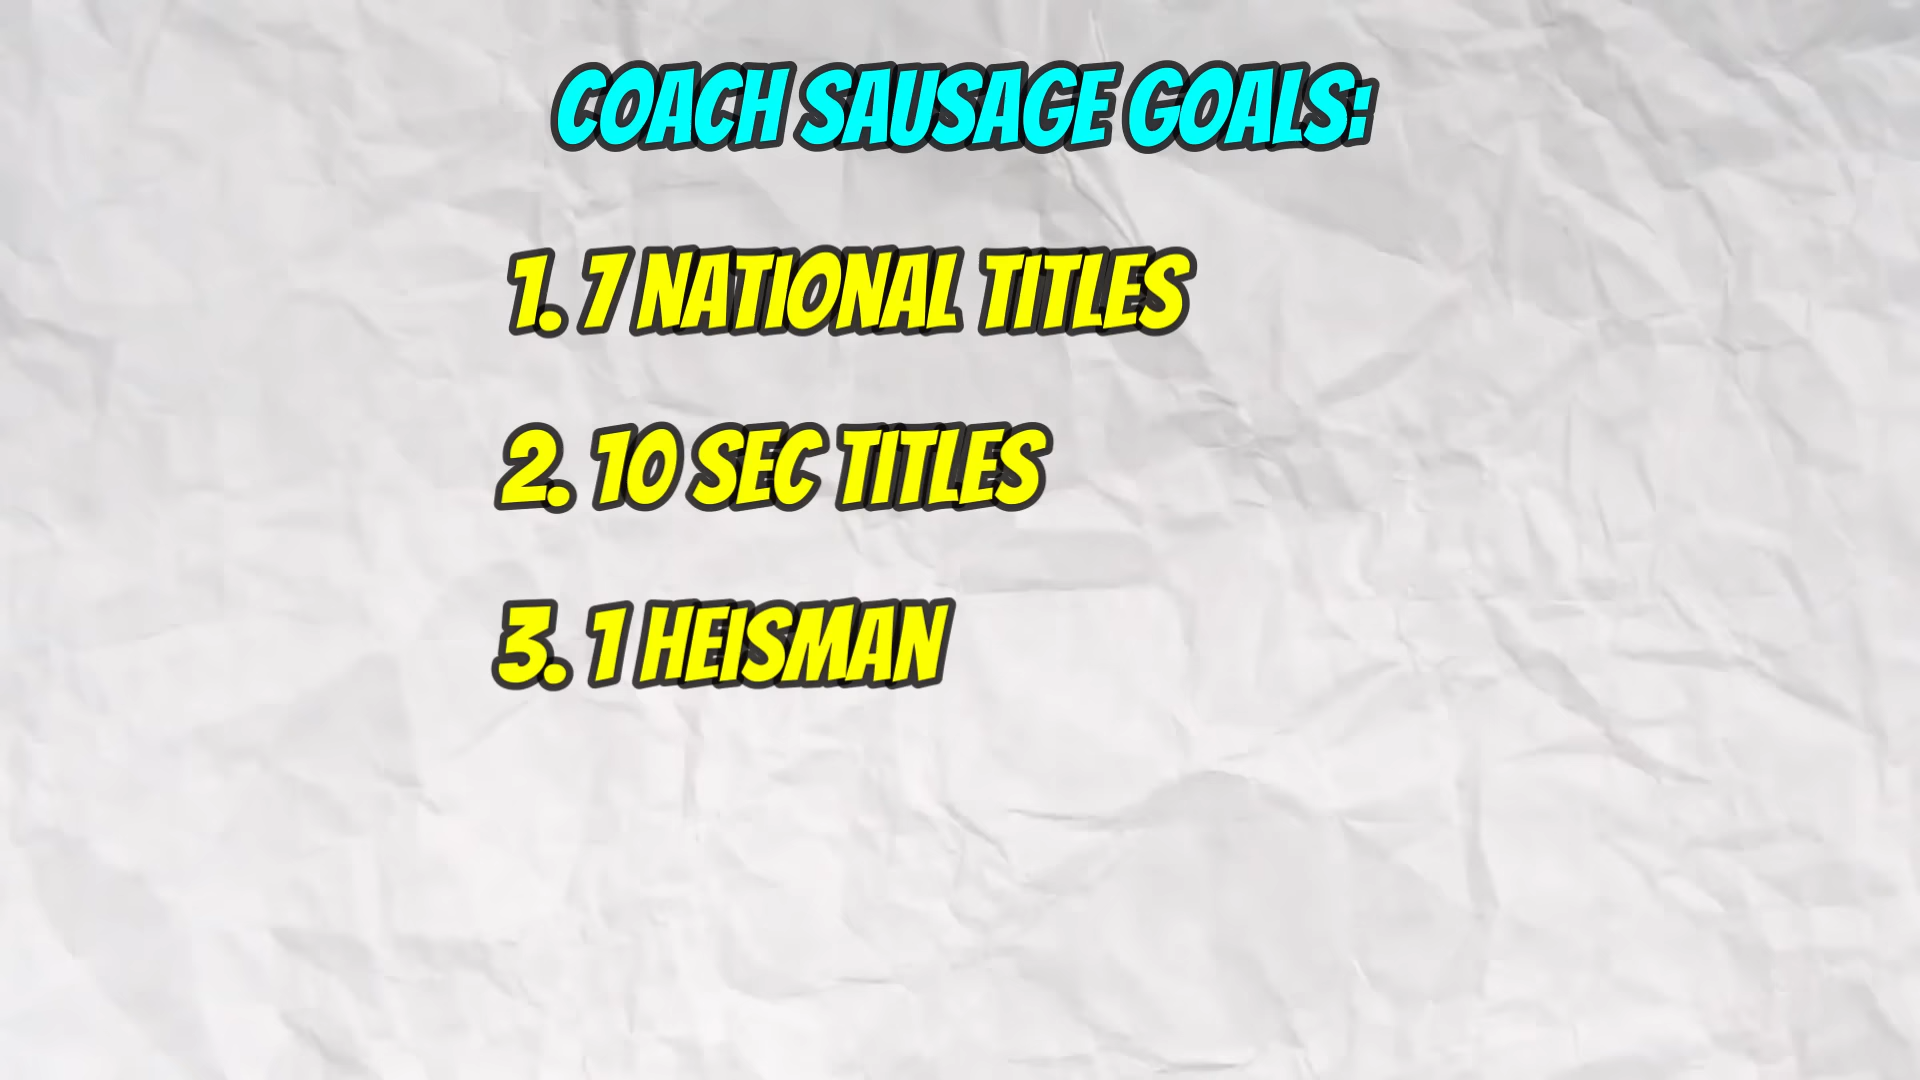 COACH SAUSAGE GOALS:
1. 7 NATIONAL TITLES
2. 10 SEC TITLES
3. 1 HEISMAN